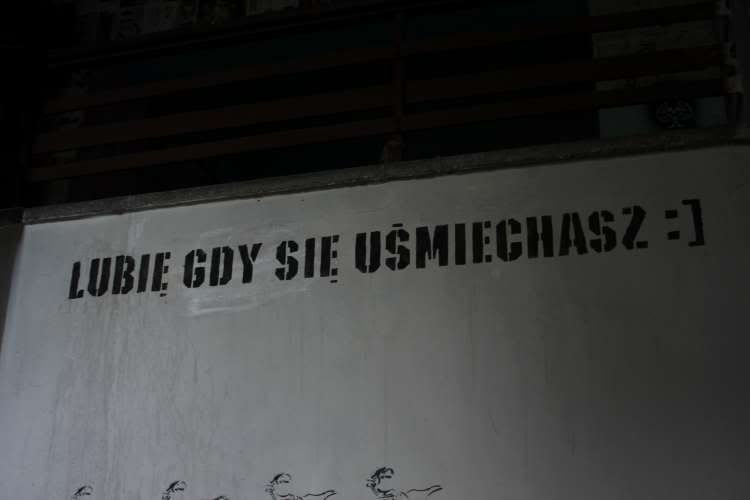 LUBIĘ GDY SIĘ UŚMIECHASZ :]